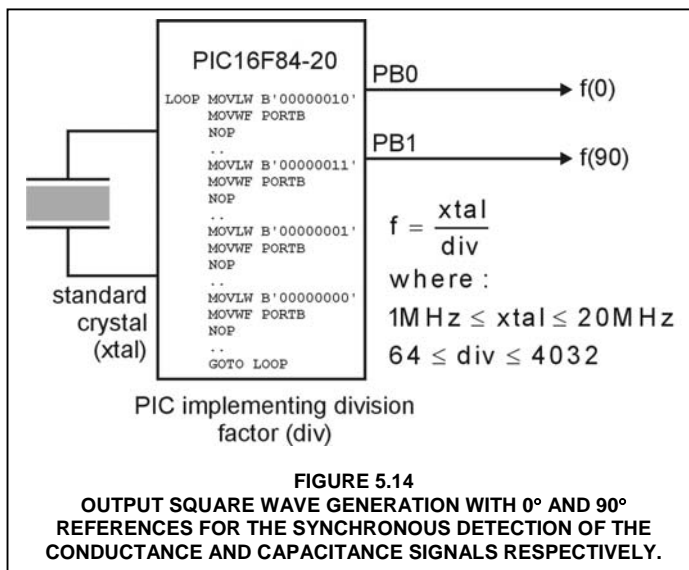 PIC16F84-20
LOOP MOVLW B'00000010'
MOVWF PORTB
NOP
..
MOVLW B'00000011'
MOVWF PORTB
NOP
..
MOVLW B'00000001'
MOVWF PORTB
NOP
..
MOVLW B'00000000'
MOVWF PORTB
NOP
..
GOTO LOOP
PB0
f(0)
PB1
f(90)
f = xtal / div
where :
1MHz ≤ xtal ≤ 20MHz
64 ≤ div ≤ 4032
standard
crystal
(xtal)
PIC implementing division
factor (div)
FIGURE 5.14
OUTPUT SQUARE WAVE GENERATION WITH 0° AND 90°
REFERENCES FOR THE SYNCHRONOUS DETECTION OF THE
CONDUCTANCE AND CAPACITANCE SIGNALS RESPECTIVELY.